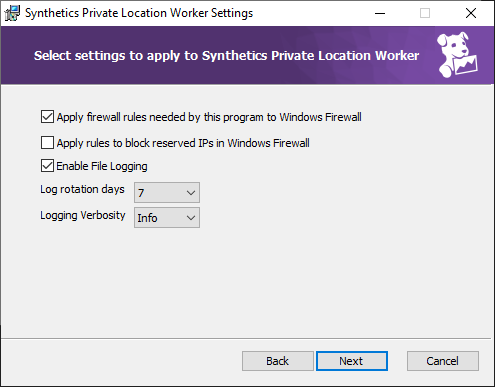 Synthetics Private Location Worker Settings
Select settings to apply to Synthetics Private Location Worker
Apply firewall rules needed by this program to Windows Firewall
Apply rules to block reserved IPs in Windows Firewall
Enable File Logging
Log rotation days 7
Logging Verbosity Info
Back Next Cancel